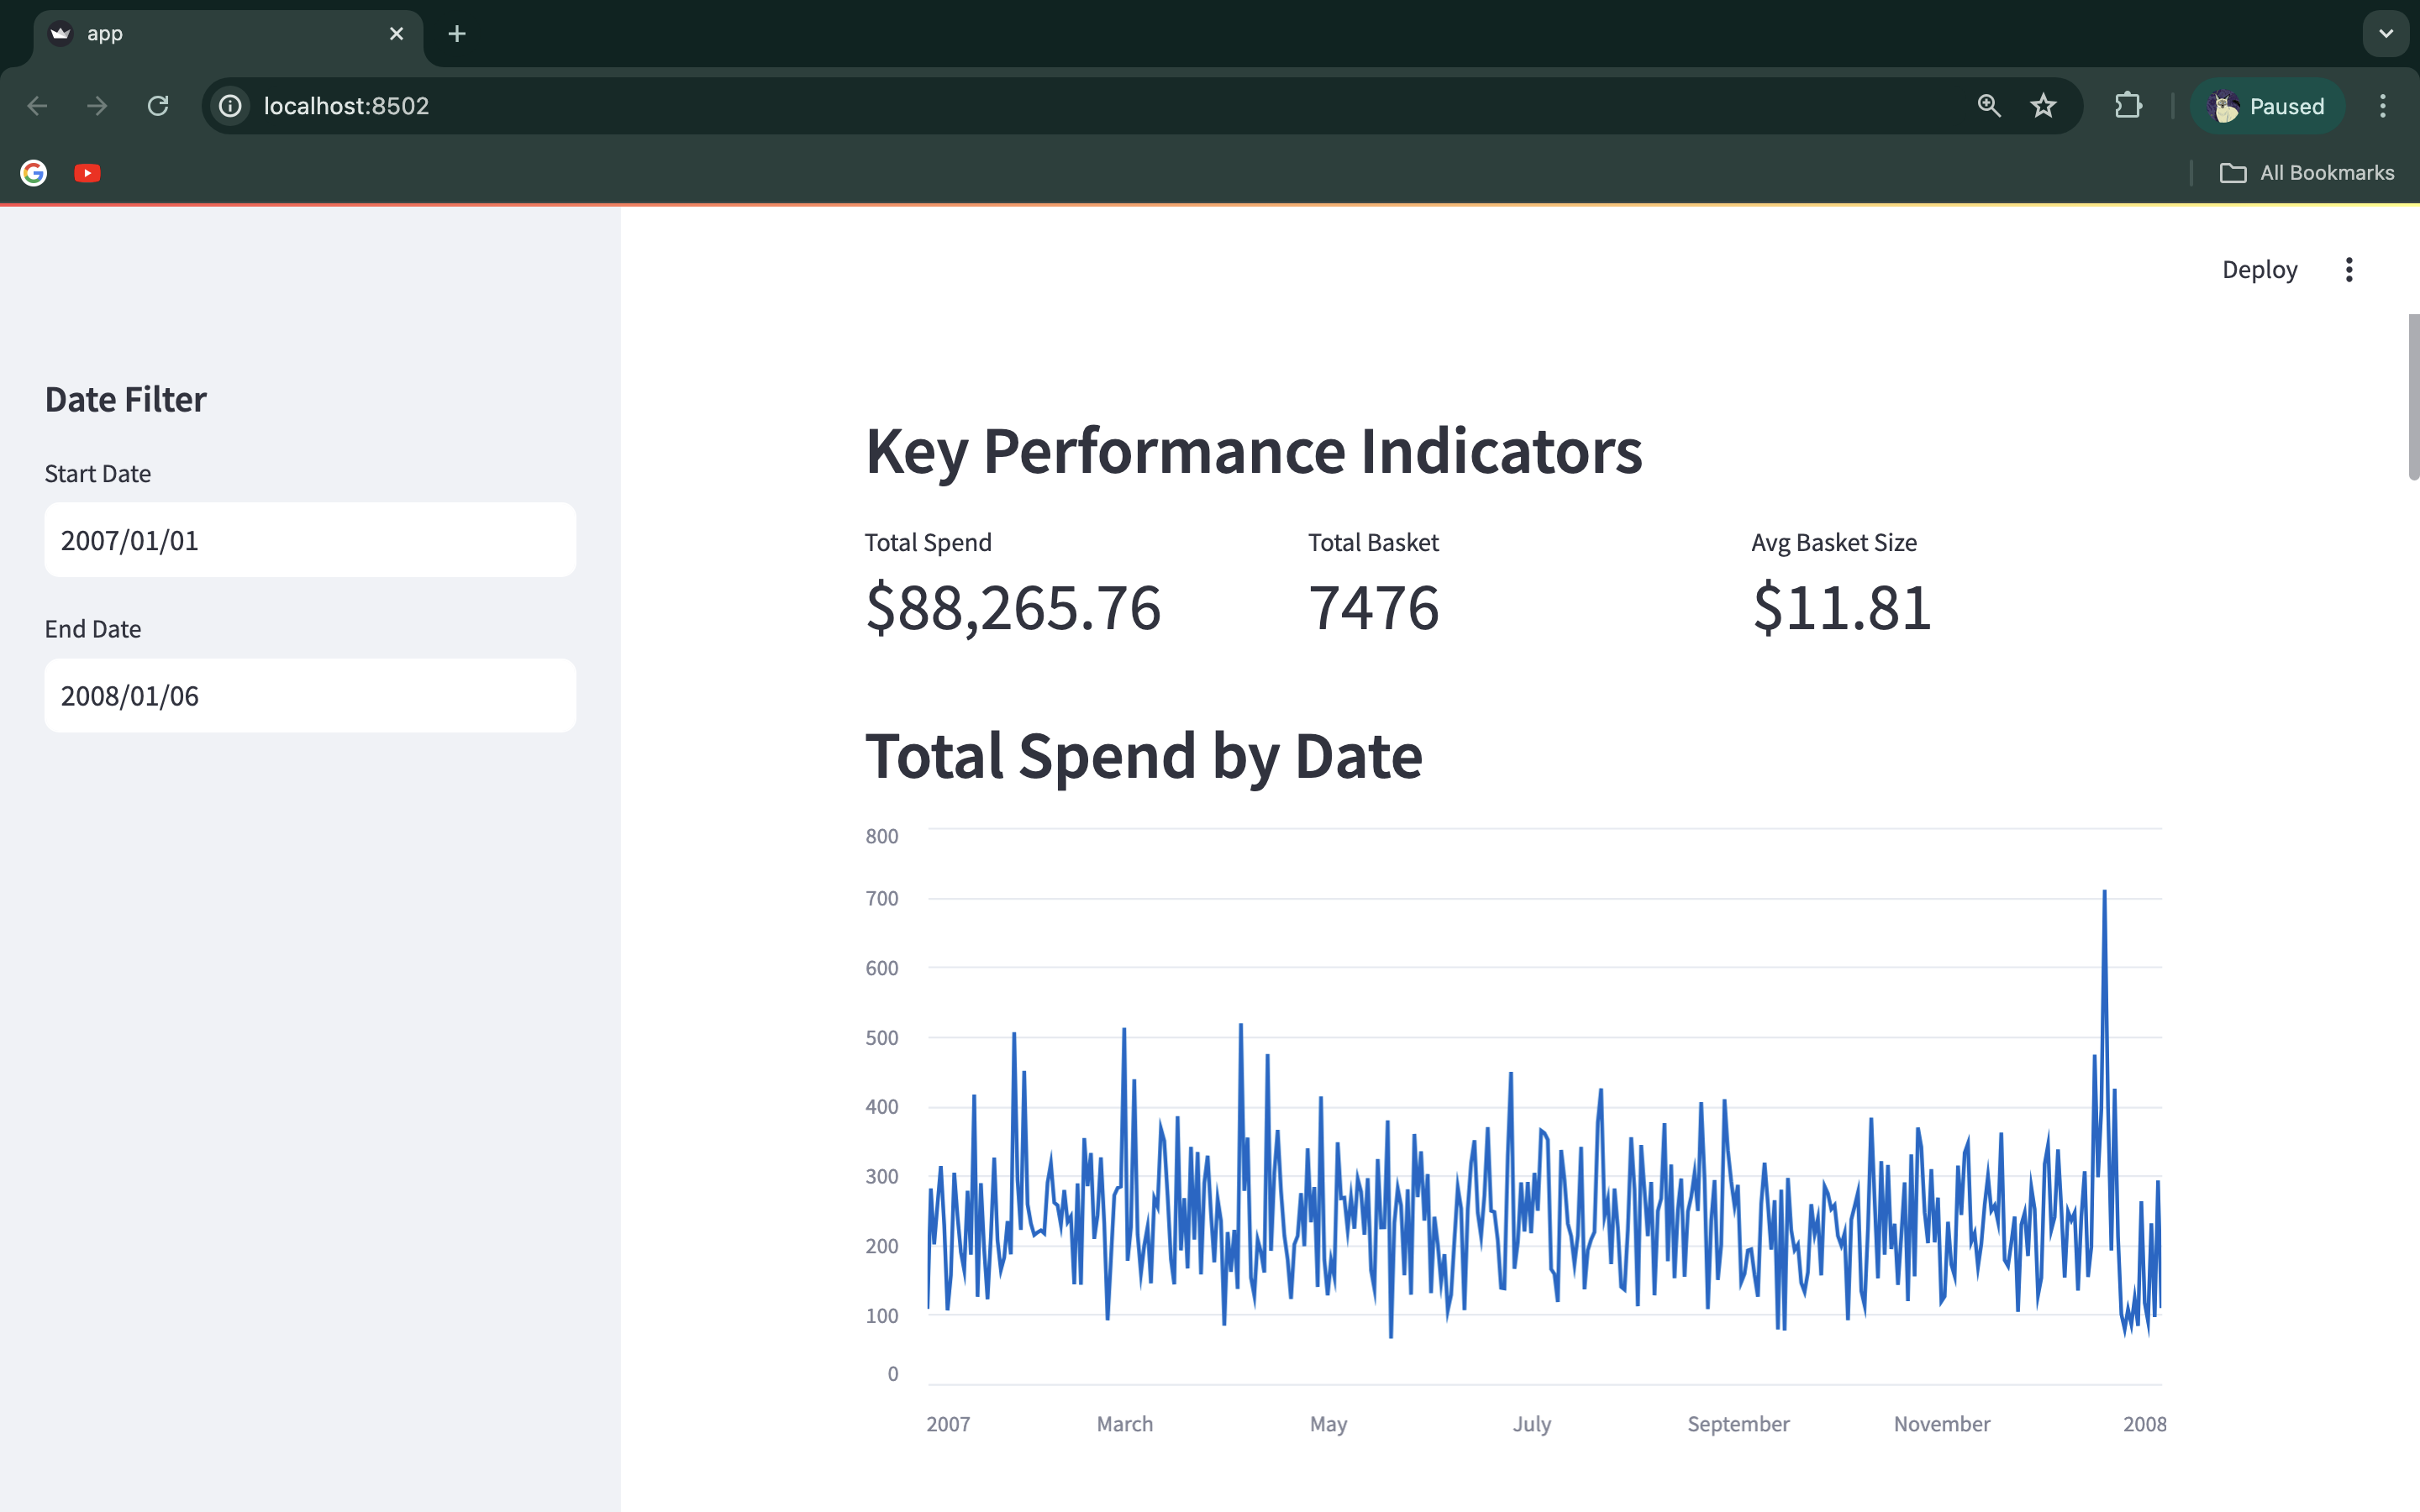 app
localhost:8502
Paused
All Bookmarks
Deploy
Date Filter
Start Date
2007/01/01
End Date
2008/01/06
Key Performance Indicators
Total Spend Total Basket Avg Basket Size
$88,265.76 7476 $11.81
Total Spend by Date
800
700
600
500
400
300
200
100
0
2007 March May July September November 2008